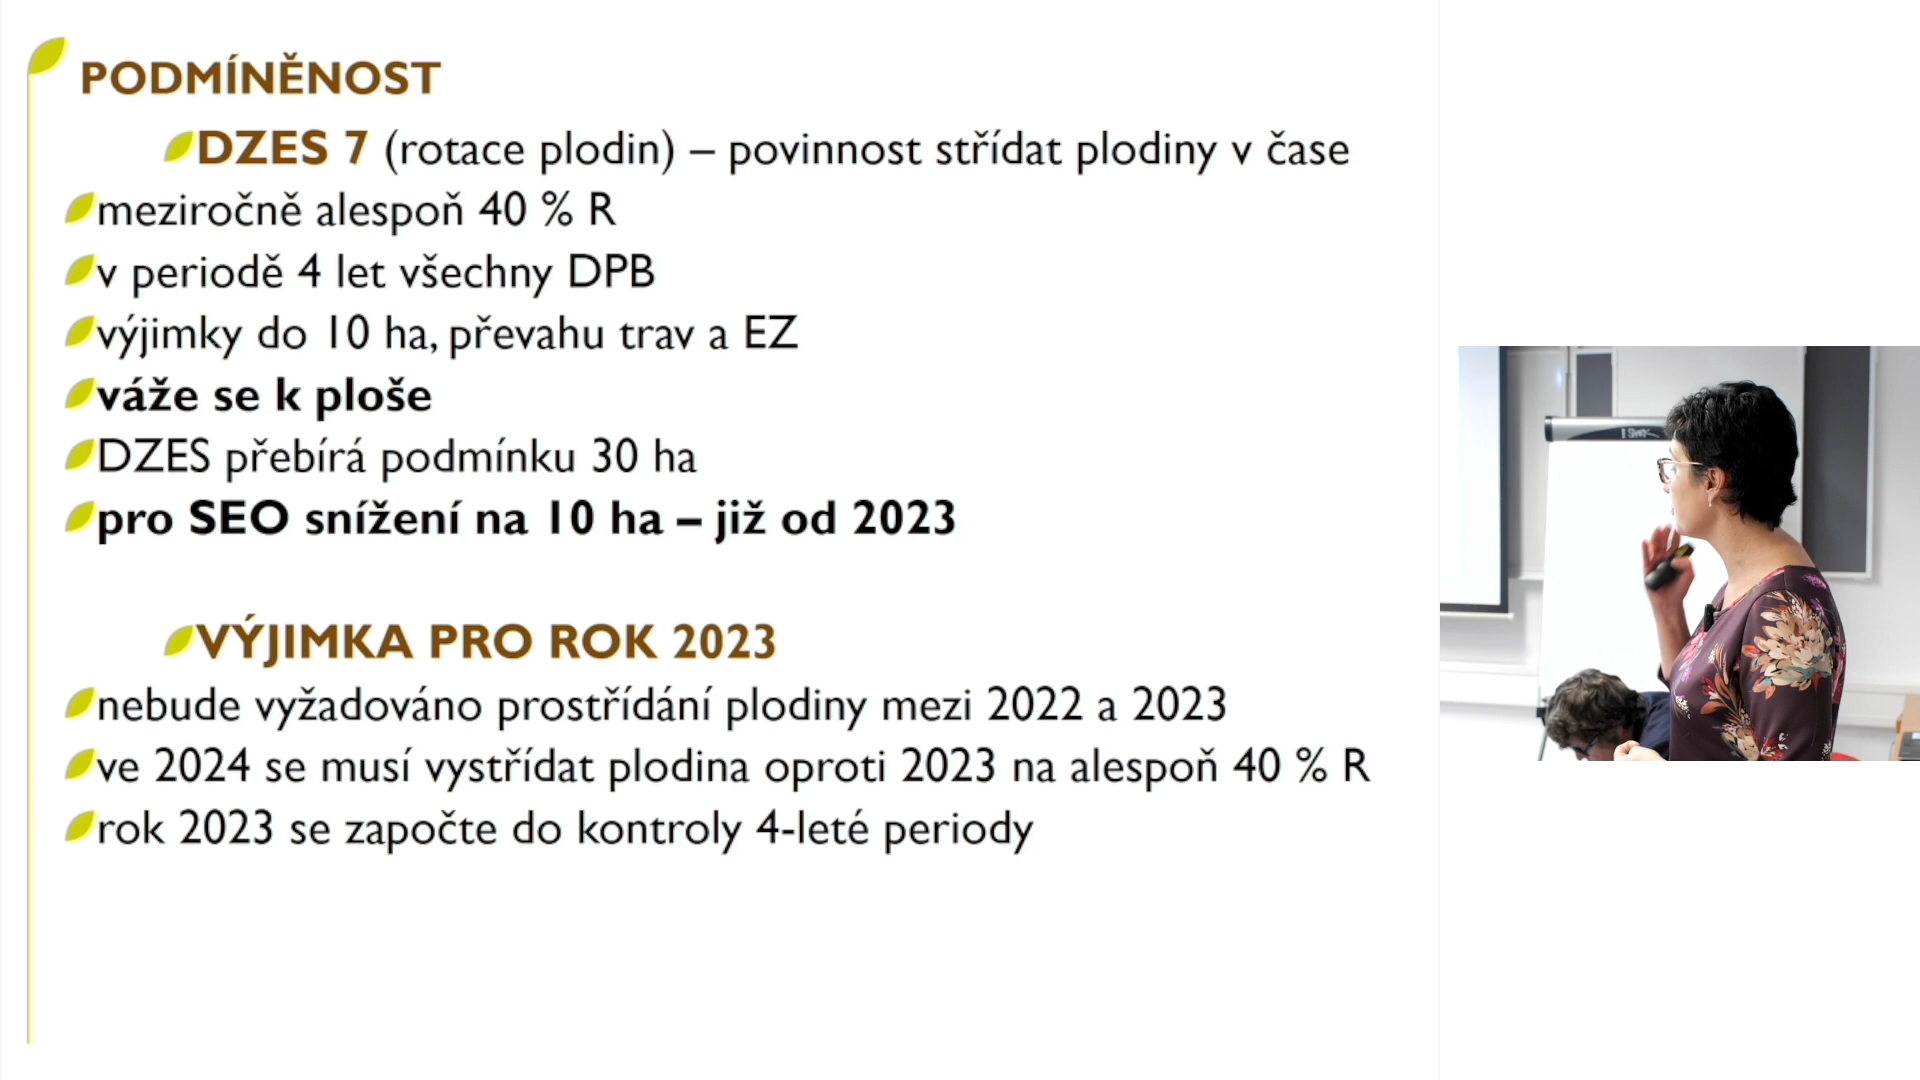 PODMÍNĚNOST
DZES 7 (rotace plodin) – povinnost střídat plodiny v čase
meziročně alespoň 40 % R
v periodě 4 let všechny DPB
výjimky do 10 ha, převahu trav a EZ
váže se k ploše
DZES přebírá podmínku 30 ha
pro SEO snížení na 10 ha – již od 2023
VÝJIMKA PRO ROK 2023
nebude vyžadováno prostřídání plodiny mezi 2022 a 2023
ve 2024 se musí vystřídat plodina oproti 2023 na alespoň 40 % R
rok 2023 se započte do kontroly 4-leté periody